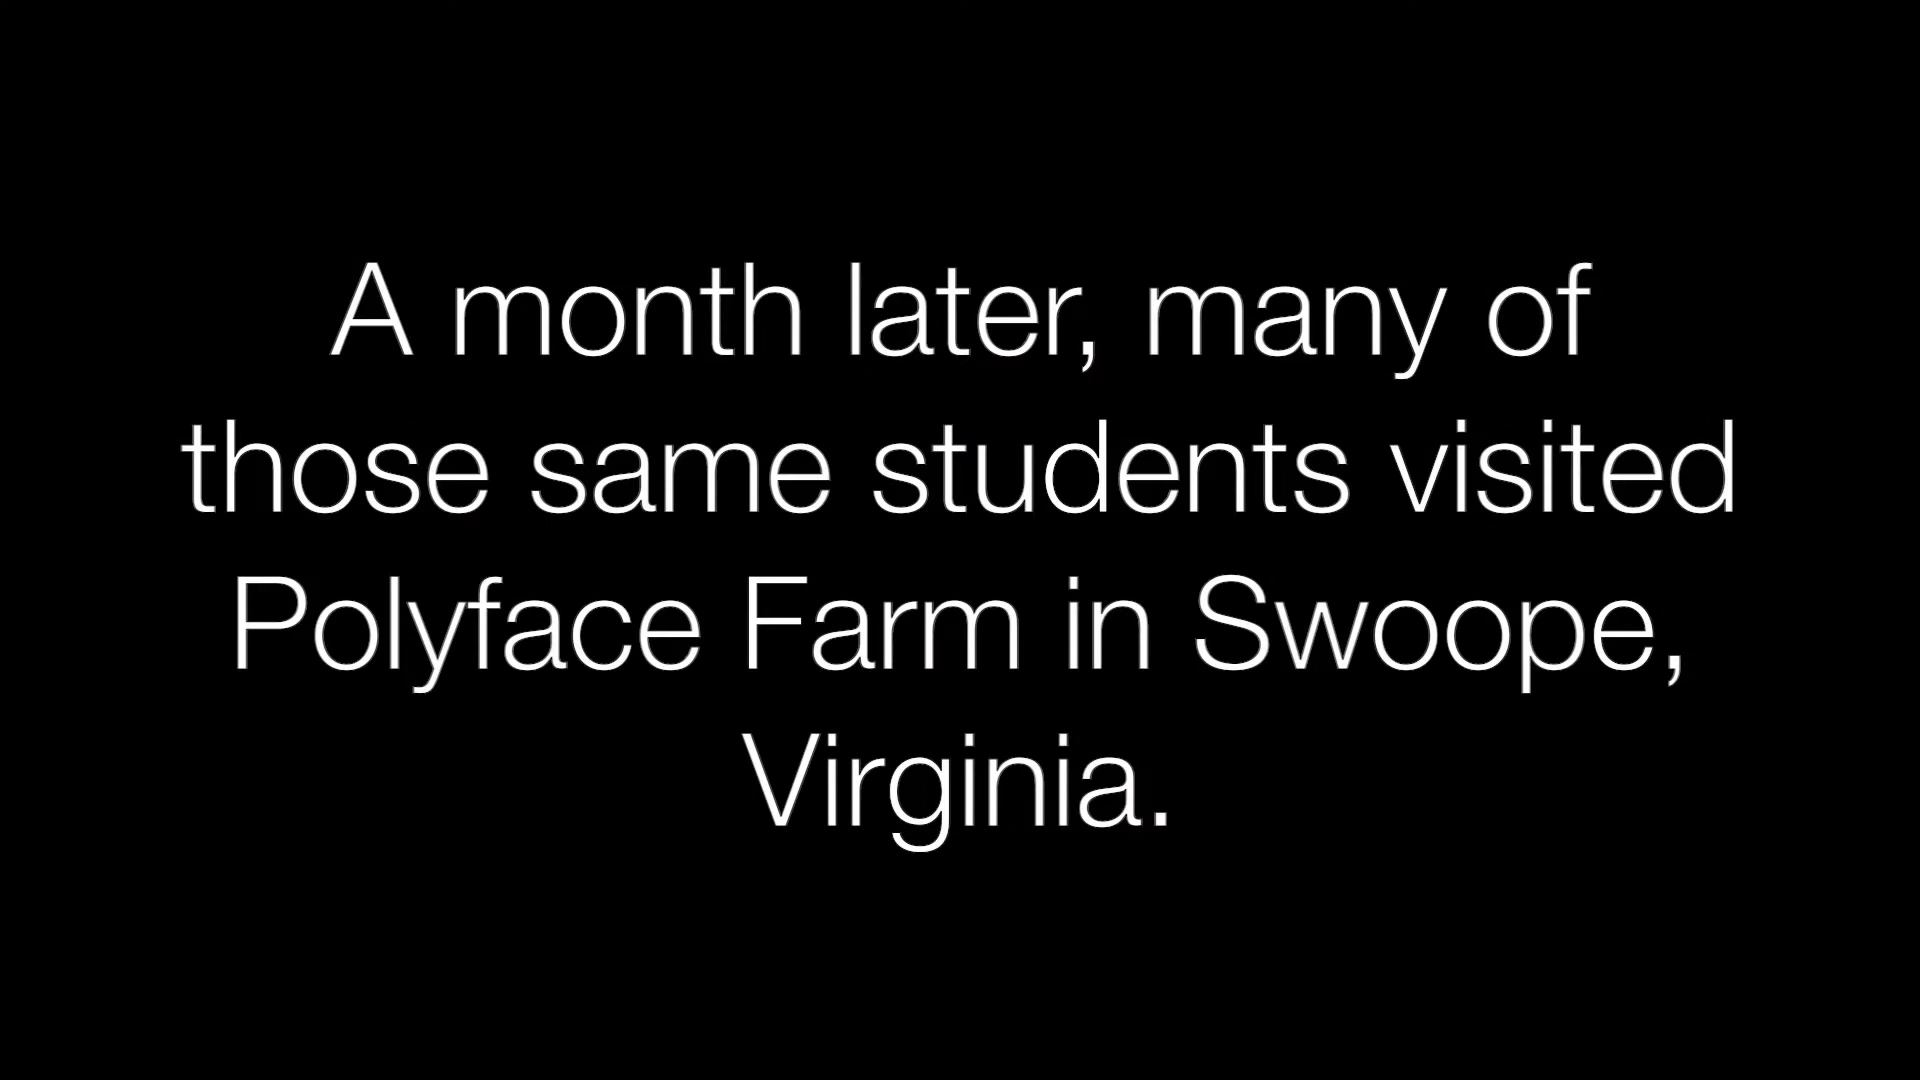 A month later, many of
those same students visited
Polyface Farm in Swoope,
Virginia.